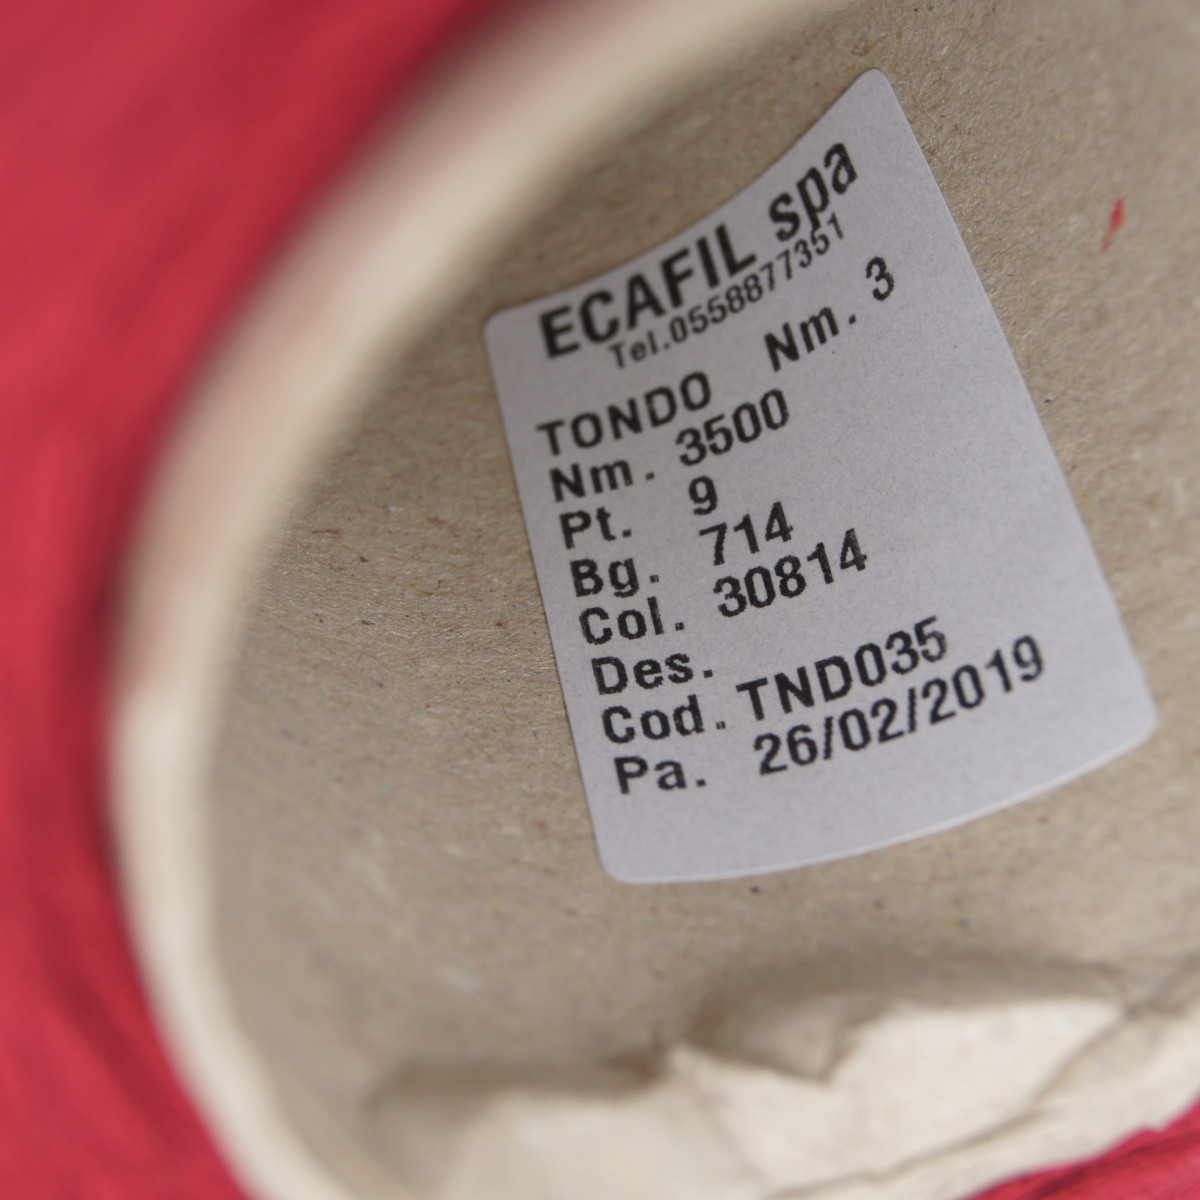 ECAFIL spa
Tel.0558877351
TONDO Nm. 3
Nm. 3500
Pt. 9
Bg. 714
Col. 30814
Des.
Cod. TND035
Pa. 26/02/2019